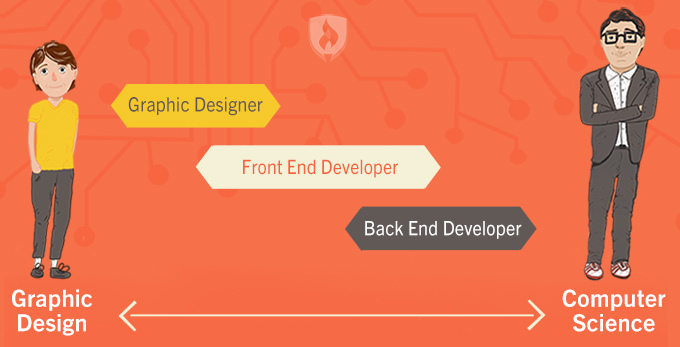 Graphic Designer
Front End Developer
Back End Developer
Graphic
Design
Computer
Science